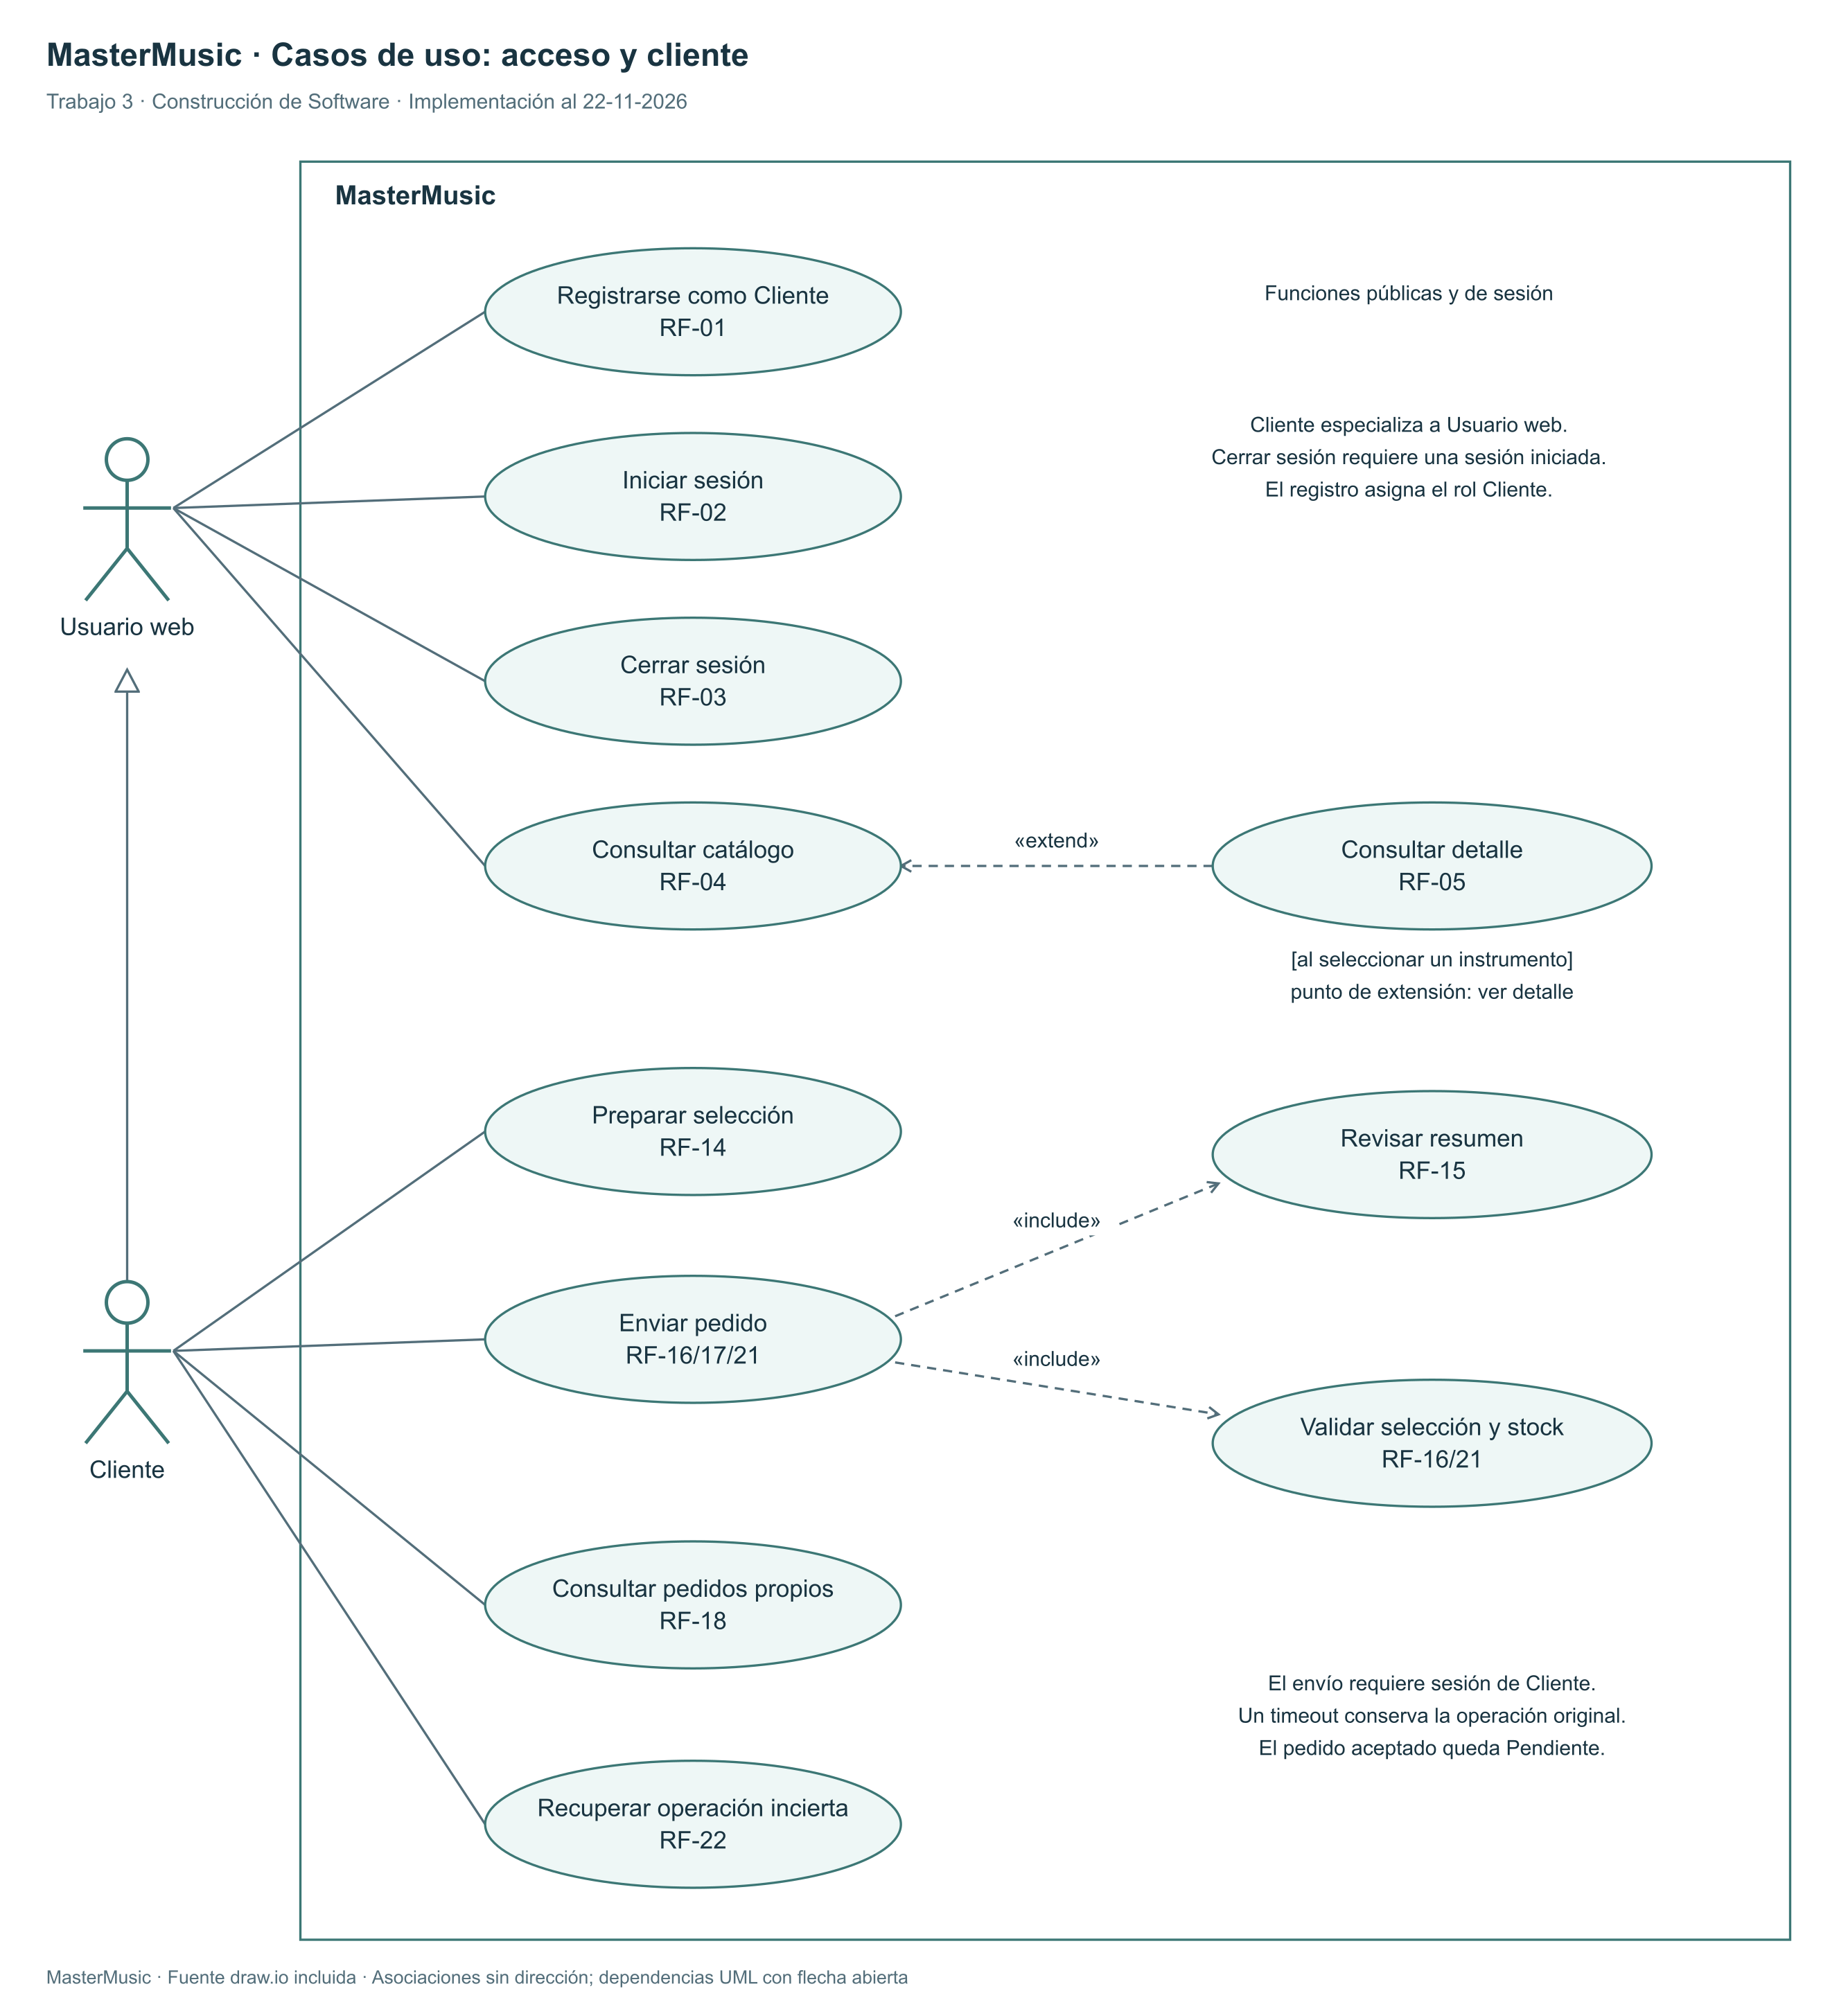 MasterMusic · Casos de uso: acceso y cliente
Trabajo 3 · Construcción de Software · Implementación al 22-11-2026
MasterMusic
Registrarse como Cliente
RF-01
Funciones públicas y de sesión
Iniciar sesión
RF-02
Cliente especializa a Usuario web.
Cerrar sesión requiere una sesión iniciada.
El registro asigna el rol Cliente.
Usuario web
Cerrar sesión
RF-03
Consultar catálogo
RF-04
«extend»
Consultar detalle
RF-05
[al seleccionar un instrumento]
punto de extensión: ver detalle
Preparar selección
RF-14
Revisar resumen
RF-15
«include»
Enviar pedido
RF-16/17/21
«include»
Validar selección y stock
RF-16/21
Cliente
Consultar pedidos propios
RF-18
El envío requiere sesión de Cliente.
Un timeout conserva la operación original.
El pedido aceptado queda Pendiente.
Recuperar operación incierta
RF-22
MasterMusic · Fuente draw.io incluida · Asociaciones sin dirección; dependencias UML con flecha abierta